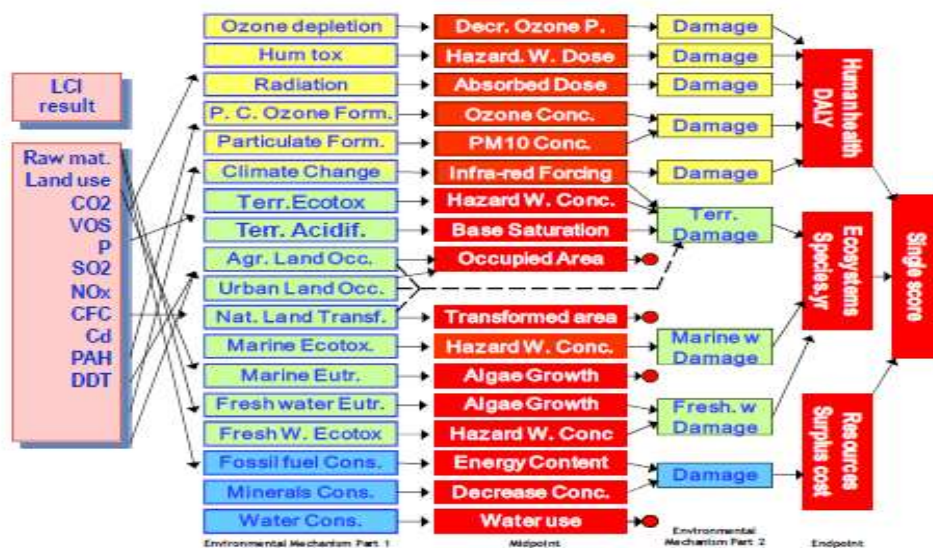 LCI
result
Raw mat.
Land use
CO2
VOS
P
SO2
NOx
CFC
Cd
PAH
DDT
Ozone depletion
Hum tox
Radiation
P. C. Ozone Form.
Particulate Form.
Climate Change
Terr.Ecotox
Terr. Acidif.
Agr. Land Occ.
Urban Land Occ.
Nat. Land Transf.
Marine Ecotox.
Marine Eutr.
Fresh water Eutr.
Fresh W. Ecotox
Fossil fuel Cons.
Minerals Cons.
Water Cons.
Environmental Mechanism Part 1
Decr. Ozone P.
Hazard. W. Dose
Absorbed Dose
Ozone Conc.
PM10 Conc.
Infra-red Forcing
Hazard W. Conc.
Base Saturation
Occupied Area
Transformed area
Hazard W. Conc.
Algae Growth
Algae Growth
Hazard W. Conc
Energy Content
Decrease Conc.
Water use
Midpoint
Damage
Damage
Damage
Damage
Damage
Terr.
Damage
Marine w
Damage
Fresh. w
Damage
Damage
Environmental
Mechanism Part 2
Human health
DALY
Ecosystems
Species.yr
Resources
Surplus cost
Endpoint
Single score